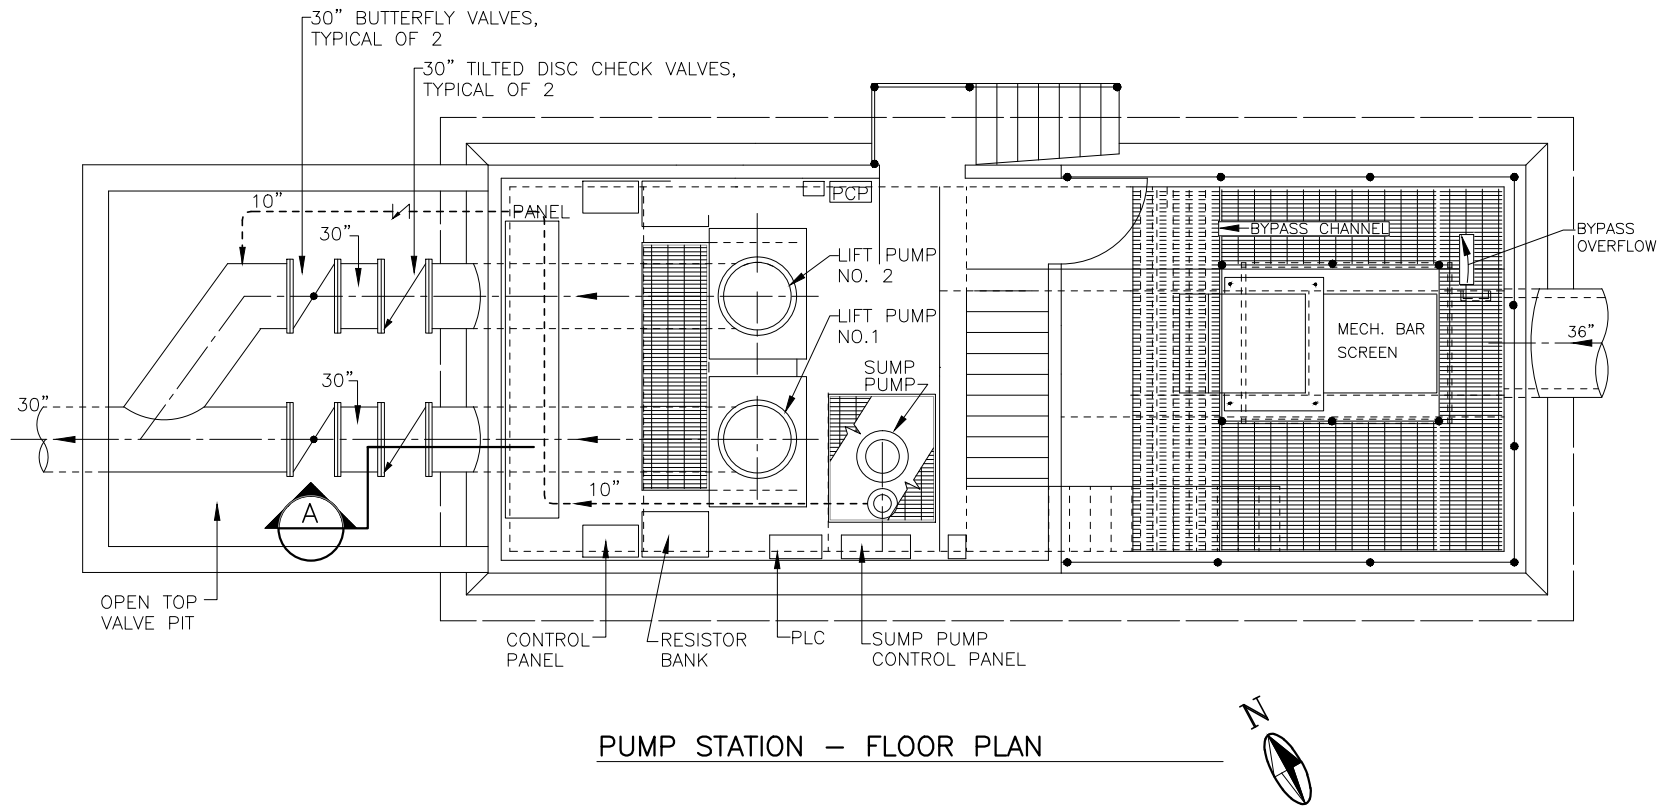 30" BUTTERFLY VALVES,
TYPICAL OF 2
30" TILTED DISC CHECK VALVES,
TYPICAL OF 2
PCP
10"
PANEL
30"
BYPASS CHANNEL
BYPASS
OVERFLOW
LIFT PUMP
NO. 2
LIFT PUMP
NO.1
MECH. BAR
SCREEN
36"
SUMP
PUMP
30"
30"
10"
A
OPEN TOP
VALVE PIT
CONTROL
PANEL
RESISTOR
BANK
PLC
SUMP PUMP
CONTROL PANEL
PUMP STATION – FLOOR PLAN
N